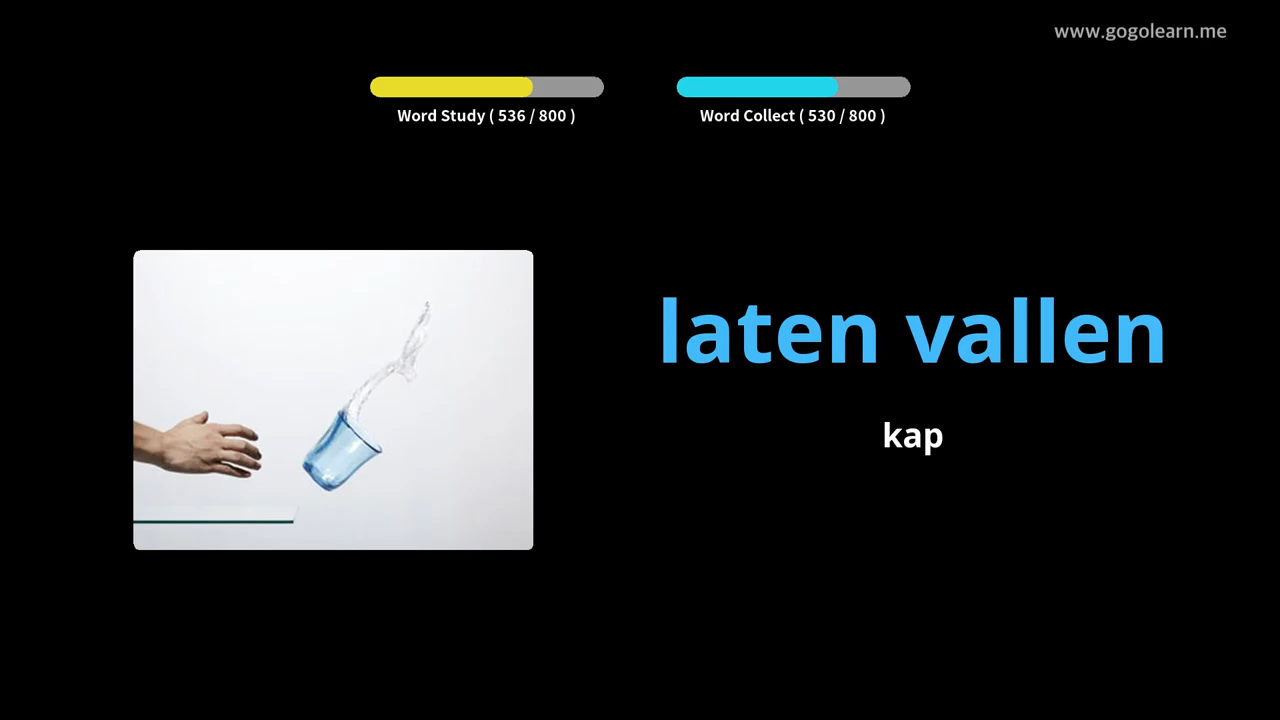 www.gogolearn.me
Word Study ( 536 / 800 )
Word Collect ( 530 / 800 )
laten vallen
kap